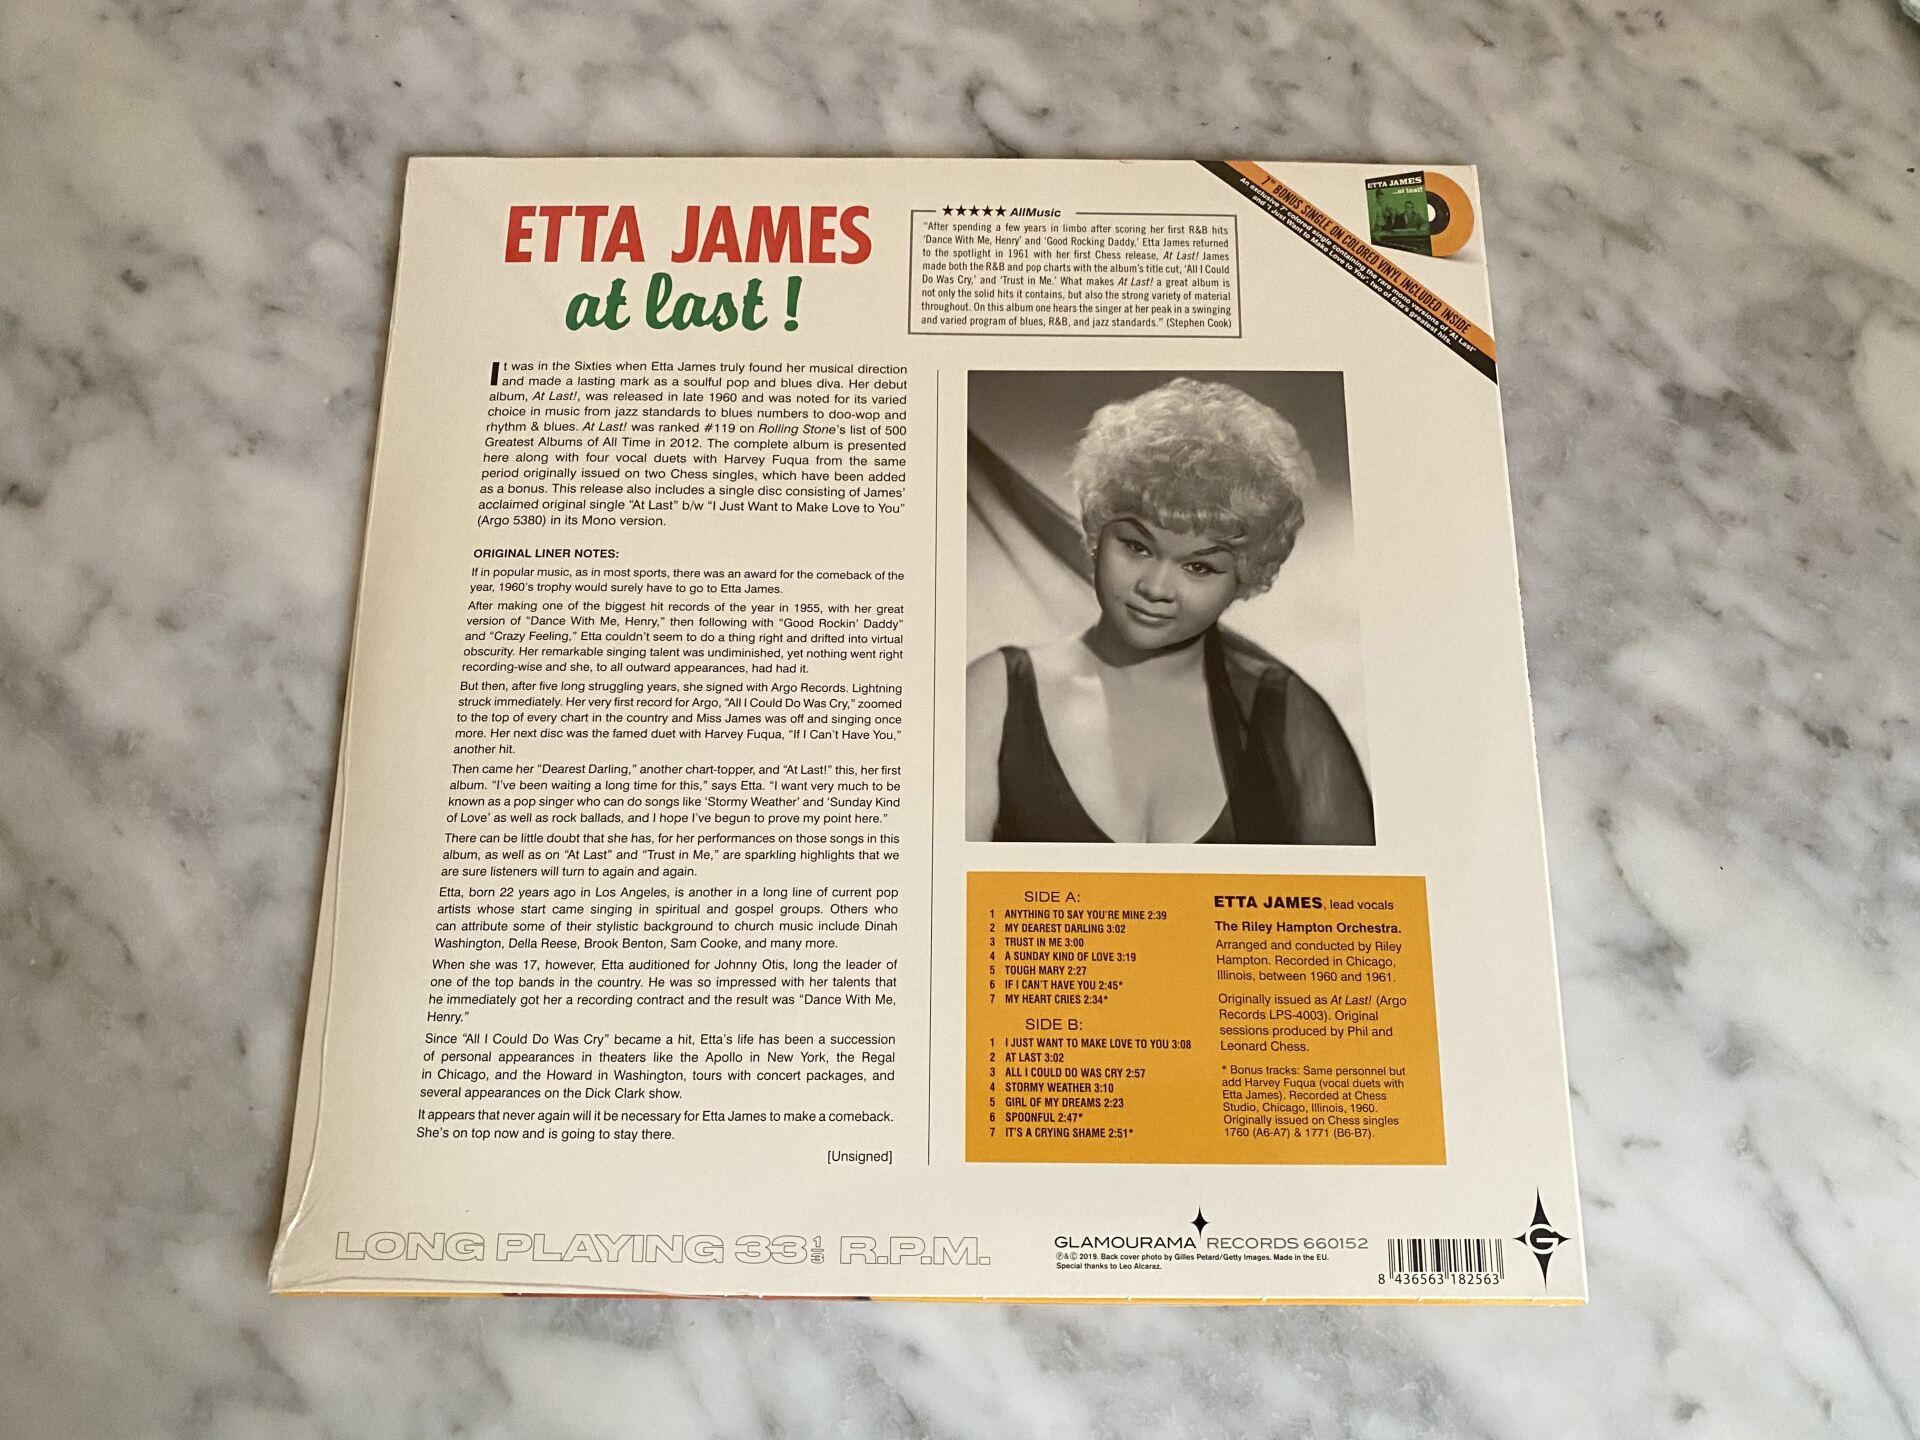 ETTA JAMES
at last!
★★★★★ AllMusic
"After spending a few years in limbo after scoring her first R&B hits
'Dance With Me, Henry' and 'Good Rocking Daddy,' Etta James returned
to the spotlight in 1961 with her first Chess release, At Last! James
made both the R&B and pop charts with the album's title cut, 'All I Could
Do Was Cry,' and 'Trust in Me.' What makes At Last! a great album is
not only the solid hits it contains, but also the strong variety of material
throughout. On this album one hears the singer at her peak in a swinging
and varied program of blues, R&B, and jazz standards." (Stephen Cook)
7" BONUS SINGLE ON COLORED VINYL INCLUDED INSIDE
An exclusive 7" colored single containing the rare mono versions of "At Last"
and "I Just Want to Make Love to You", two of Etta's greatest hits.
ETTA JAMES
...at last!
It was in the Sixties when Etta James truly found her musical direction
and made a lasting mark as a soulful pop and blues diva. Her debut
album, At Last!, was released in late 1960 and was noted for its varied
choice in music from jazz standards to blues numbers to doo-wop and
rhythm & blues. At Last! was ranked #119 on Rolling Stone's list of 500
Greatest Albums of All Time in 2012. The complete album is presented
here along with four vocal duets with Harvey Fuqua from the same
period originally issued on two Chess singles, which have been added
as a bonus. This release also includes a single disc consisting of James'
acclaimed original single "At Last" b/w "I Just Want to Make Love to You"
(Argo 5380) in its Mono version.
ORIGINAL LINER NOTES:
If in popular music, as in most sports, there was an award for the comeback of the
year, 1960's trophy would surely have to go to Etta James.
After making one of the biggest hit records of the year in 1955, with her great
version of "Dance With Me, Henry," then following with "Good Rockin' Daddy"
and "Crazy Feeling," Etta couldn't seem to do a thing right and drifted into virtual
obscurity. Her remarkable singing talent was undiminished, yet nothing went right
recording-wise and she, to all outward appearances, had had it.
But then, after five long struggling years, she signed with Argo Records. Lightning
struck immediately. Her very first record for Argo, "All I Could Do Was Cry," zoomed
to the top of every chart in the country and Miss James was off and singing once
more. Her next disc was the famed duet with Harvey Fuqua, "If I Can't Have You,"
another hit.
Then came her "Dearest Darling," another chart-topper, and "At Last!" this, her first
album. "I've been waiting a long time for this," says Etta. "I want very much to be
known as a pop singer who can do songs like 'Stormy Weather' and 'Sunday Kind
of Love' as well as rock ballads, and I hope I've begun to prove my point here."
There can be little doubt that she has, for her performances on those songs in this
album, as well as on "At Last" and "Trust in Me," are sparkling highlights that we
are sure listeners will turn to again and again.
Etta, born 22 years ago in Los Angeles, is another in a long line of current pop
artists whose start came singing in spiritual and gospel groups. Others who
can attribute some of their stylistic background to church music include Dinah
Washington, Della Reese, Brook Benton, Sam Cooke, and many more.
When she was 17, however, Etta auditioned for Johnny Otis, long the leader of
one of the top bands in the country. He was so impressed with her talents that
he immediately got her a recording contract and the result was "Dance With Me,
Henry."
Since "All I Could Do Was Cry" became a hit, Etta's life has been a succession
of personal appearances in theaters like the Apollo in New York, the Regal
in Chicago, and the Howard in Washington, tours with concert packages, and
several appearances on the Dick Clark show.
It appears that never again will it be necessary for Etta James to make a comeback.
She's on top now and is going to stay there.
[Unsigned]
SIDE A:
1 ANYTHING TO SAY YOU'RE MINE 2:39
2 MY DEAREST DARLING 3:02
3 TRUST IN ME 3:00
4 A SUNDAY KIND OF LOVE 3:19
5 TOUGH MARY 2:27
6 IF I CAN'T HAVE YOU 2:45*
7 MY HEART CRIES 2:34*
SIDE B:
1 I JUST WANT TO MAKE LOVE TO YOU 3:08
2 AT LAST 3:02
3 ALL I COULD DO WAS CRY 2:57
4 STORMY WEATHER 3:10
5 GIRL OF MY DREAMS 2:23
6 SPOONFUL 2:47*
7 IT'S A CRYING SHAME 2:51*
ETTA JAMES, lead vocals
The Riley Hampton Orchestra.
Arranged and conducted by Riley
Hampton. Recorded in Chicago,
Illinois, between 1960 and 1961.
Originally issued as At Last! (Argo
Records LPS-4003). Original
sessions produced by Phil and
Leonard Chess.
* Bonus tracks: Same personnel but
add Harvey Fuqua (vocal duets with
Etta James). Recorded at Chess
Studio, Chicago, Illinois, 1960.
Originally issued on Chess singles
1760 (A6-A7) & 1771 (B6-B7).
LONG PLAYING 33⅓ R.P.M.
GLAMOURAMA RECORDS 660152
℗&© 2019. Back cover photo by Gilles Petard/Getty Images. Made in the EU.
Special thanks to Leo Alcaraz.
8 436563 182563
G